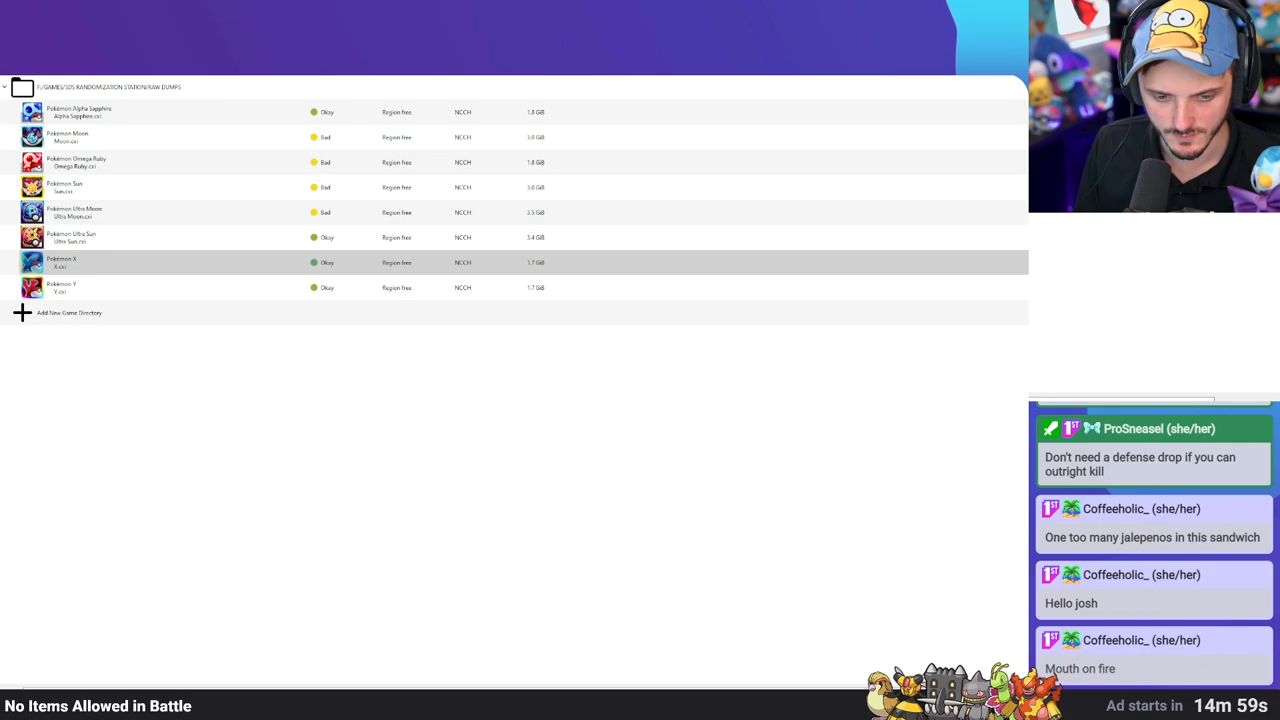 F:/GAMES/3DS RANDOMIZATION STATION/RAW DUMPS
Pokémon Alpha Sapphire
Alpha Sapphire.cxi
Okay
Region free
NCCH
1.8 GiB
Pokémon Moon
Moon.cxi
Bad
Region free
NCCH
3.0 GiB
Pokémon Omega Ruby
Omega Ruby.cxi
Bad
Region free
NCCH
1.8 GiB
Pokémon Sun
Sun.cxi
Bad
Region free
NCCH
3.0 GiB
Pokémon Ultra Moon
Ultra Moon.cxi
Bad
Region free
NCCH
3.5 GiB
Pokémon Ultra Sun
Ultra Sun.cxi
Okay
Region free
NCCH
3.4 GiB
Pokémon X
X.cxi
Okay
Region free
NCCH
1.7 GiB
Pokémon Y
Y.cxi
Okay
Region free
NCCH
1.7 GiB
Add New Game Directory
1ST ProSneasel (she/her)
Don't need a defense drop if you can
outright kill
1ST Coffeeholic_ (she/her)
One too many jalepenos in this sandwich
1ST Coffeeholic_ (she/her)
Hello josh
1ST Coffeeholic_ (she/her)
Mouth on fire
No Items Allowed in Battle
Ad starts in 14m 59s